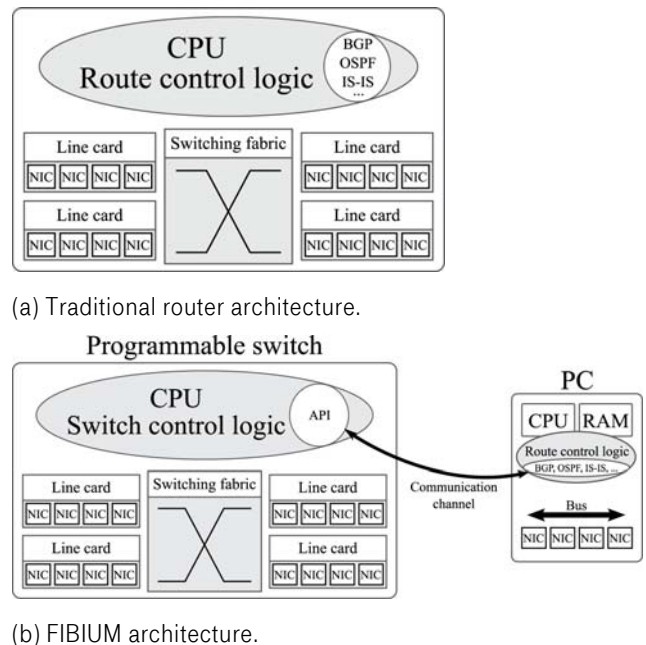 CPU
Route control logic
BGP
OSPF
IS-IS
...
Line card
NIC NIC NIC NIC
Line card
NIC NIC NIC NIC
Switching fabric
Line card
NIC NIC NIC NIC
Line card
NIC NIC NIC NIC
(a) Traditional router architecture.
Programmable switch
CPU
Switch control logic
API
Line card
NIC NIC NIC NIC
Line card
NIC NIC NIC NIC
Switching fabric
Line card
NIC NIC NIC NIC
Line card
NIC NIC NIC NIC
Communication
channel
PC
CPU RAM
Route control logic
BGP, OSPF, IS-IS, ...
Bus
NIC NIC NIC NIC
(b) FIBIUM architecture.